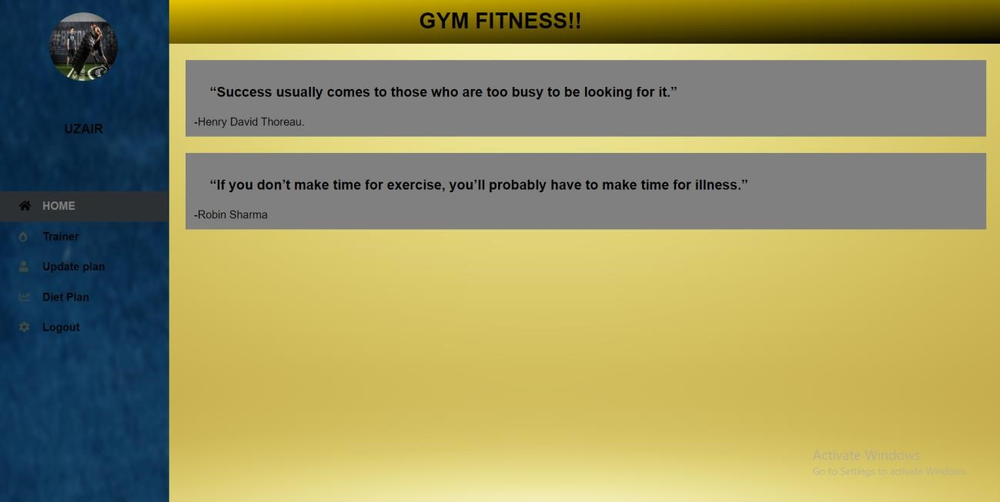 GYM FITNESS!!
UZAIR
HOME
Trainer
Update plan
Diet Plan
Logout
“Success usually comes to those who are too busy to be looking for it.”
-Henry David Thoreau.
“If you don’t make time for exercise, you’ll probably have to make time for illness.”
-Robin Sharma
Activate Windows
Go to Settings to activate Windows.